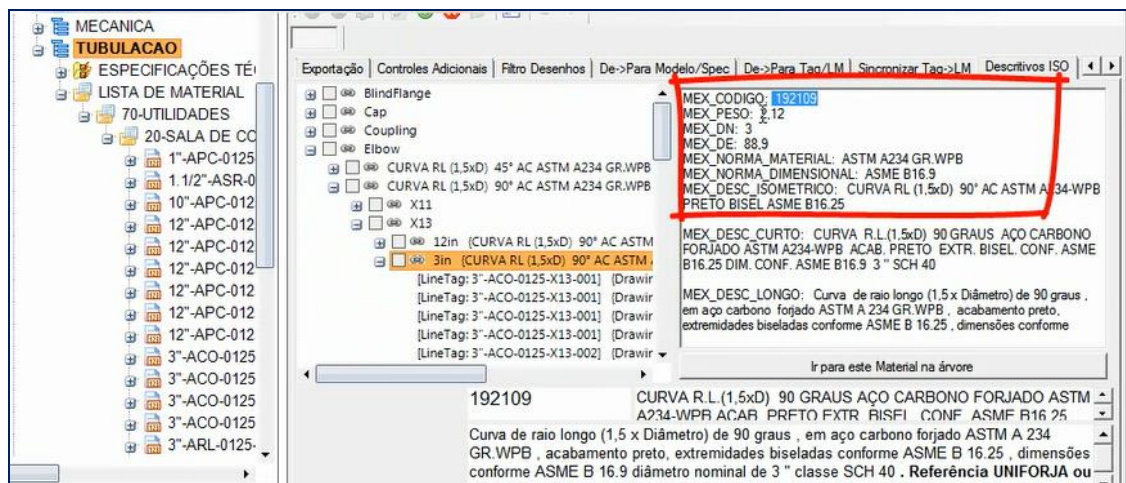 MECANICA
TUBULACAO
ESPECIFICAÇÕES TÉ
LISTA DE MATERIAL
70-UTILIDADES
20-SALA DE CO
1"-APC-0125
1.1/2"-ASR-0
10"-APC-012
12"-APC-012
12"-APC-012
12"-APC-012
12"-APC-012
12"-APC-012
12"-APC-012
3"-ACO-0125
3"-ACO-0125
3"-ACO-0125
3"-ACO-0125
3"-ARL-0125-
Exportação | Controles Adicionais | Filtro Desenhos | De->Para Modelo/Spec | De->Para Tag/LM | Sincronizar Tag->LM | Descritivos ISO
BlindFlange
Cap
Coupling
Elbow
CURVA RL (1,5xD) 45° AC ASTM A234 GR.WPB
CURVA RL (1,5xD) 90° AC ASTM A234 GR.WPB
X11
X13
12in {CURVA RL (1,5xD) 90° AC ASTM
3in {CURVA RL (1,5xD) 90° AC ASTM
[LineTag: 3"-ACO-0125-X13-001] {Drawir
[LineTag: 3"-ACO-0125-X13-001] {Drawir
[LineTag: 3"-ACO-0125-X13-001] {Drawir
[LineTag: 3"-ACO-0125-X13-001] {Drawir
[LineTag: 3"-ACO-0125-X13-002] {Drawir
MEX_CODIGO: 192109
MEX_PESO: 2.12
MEX_DN: 3
MEX_DE: 88.9
MEX_NORMA_MATERIAL: ASTM A234 GR.WPB
MEX_NORMA_DIMENSIONAL: ASME B16.9
MEX_DESC_ISOMETRICO: CURVA RL (1,5xD) 90° AC ASTM A234-WPB
PRETO BISEL ASME B16.25
MEX_DESC_CURTO: CURVA R.L.(1,5xD) 90 GRAUS AÇO CARBONO
FORJADO ASTM A234-WPB ACAB. PRETO EXTR. BISEL. CONF. ASME
B16.25 DIM. CONF. ASME B16.9 3 " SCH 40
MEX_DESC_LONGO: Curva de raio longo (1,5 x Diâmetro) de 90 graus ,
em aço carbono forjado ASTM A 234 GR.WPB , acabamento preto,
extremidades biseladas conforme ASME B 16.25 , dimensões conforme
Ir para este Material na árvore
192109
CURVA R.L.(1,5xD) 90 GRAUS AÇO CARBONO FORJADO ASTM
A234-WPB ACAB. PRETO EXTR. BISEL. CONF. ASME B16.25
Curva de raio longo (1,5 x Diâmetro) de 90 graus , em aço carbono forjado ASTM A 234
GR.WPB , acabamento preto, extremidades biseladas conforme ASME B 16.25 , dimensões
conforme ASME B 16.9 diâmetro nominal de 3 " classe SCH 40 . Referência UNIFORJA ou